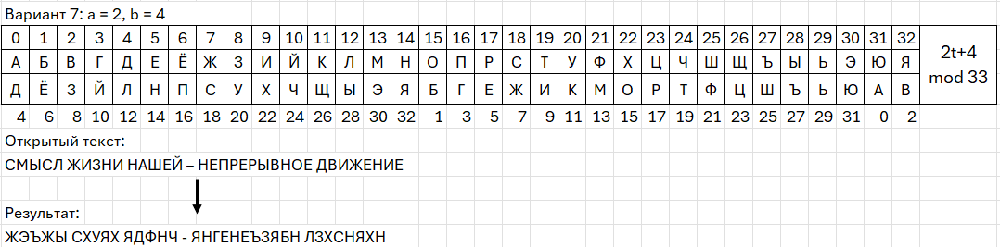 Вариант 7: a = 2, b = 4
0 1 2 3 4 5 6 7 8 9 10 11 12 13 14 15 16 17 18 19 20 21 22 23 24 25 26 27 28 29 30 31 32
А Б В Г Д Е Ё Ж З И Й К Л М Н О П Р С Т У Ф Х Ц Ч Ш Щ Ъ Ы Ь Э Ю Я
2t+4
mod 33
Д Ё З Й Л Н П С У Х Ч Щ Ы Э Я Б Г Е Ж И К М О Р Т Ф Ц Ш Ъ Ь Ю А В
4 6 8 10 12 14 16 18 20 22 24 26 28 30 32 1 3 5 7 9 11 13 15 17 19 21 23 25 27 29 31 0 2
Открытый текст:
СМЫСЛ ЖИЗНИ НАШЕЙ – НЕПРЕРЫВНОЕ ДВИЖЕНИЕ
Результат:
ЖЭЪЖЫ СХУЯХ ЯДФНЧ - ЯНГЕНЕЪЗЯБН ЛЗХСНЯХН